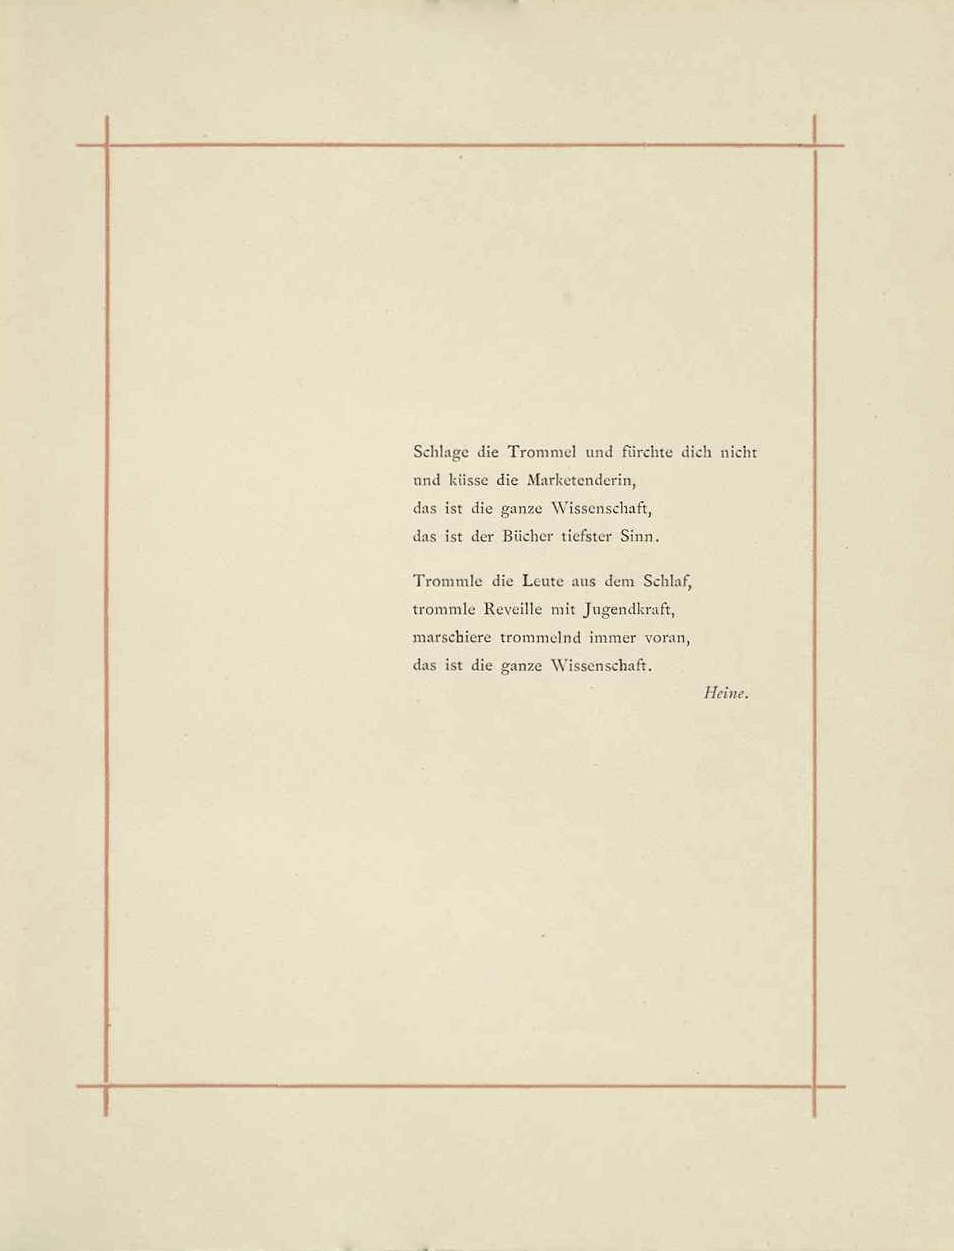 Schlage die Trommel und fürchte dich nicht
und küsse die Marketenderin,
das ist die ganze Wissenschaft,
das ist der Bücher tiefster Sinn.
Trommle die Leute aus dem Schlaf,
trommle Reveille mit Jugendkraft,
marschiere trommelnd immer voran,
das ist die ganze Wissenschaft.
Heine.